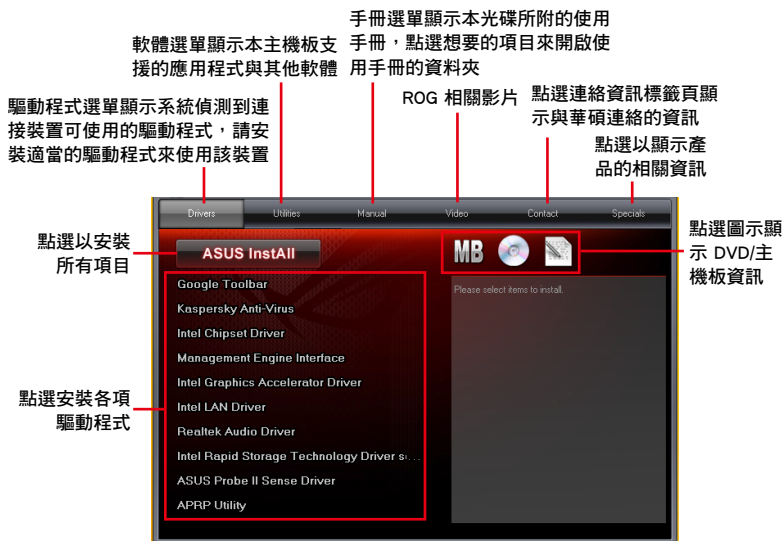 手冊選單顯示本光碟所附的使用
手冊，點選想要的項目來開啟使
用手冊的資料夾
軟體選單顯示本主機板支
援的應用程式與其他軟體
ROG 相關影片
點選連絡資訊標籤頁顯
示與華碩連絡的資訊
驅動程式選單顯示系統偵測到連
接裝置可使用的驅動程式，請安
裝適當的驅動程式來使用該裝置
點選以顯示產
品的相關資訊
Drivers
Utilities
Manual
Video
Contact
Specials
點選以安裝
所有項目
ASUS InstAll
MB
點選圖示顯
示 DVD/主
機板資訊
Google Toolbar
Kaspersky Anti-Virus
Intel Chipset Driver
Management Engine Interface
Intel Graphics Accelerator Driver
Intel LAN Driver
Realtek Audio Driver
Intel Rapid Storage Technology Driver s...
ASUS Probe II Sense Driver
APRP Utility
Please select items to install.
點選安裝各項
驅動程式